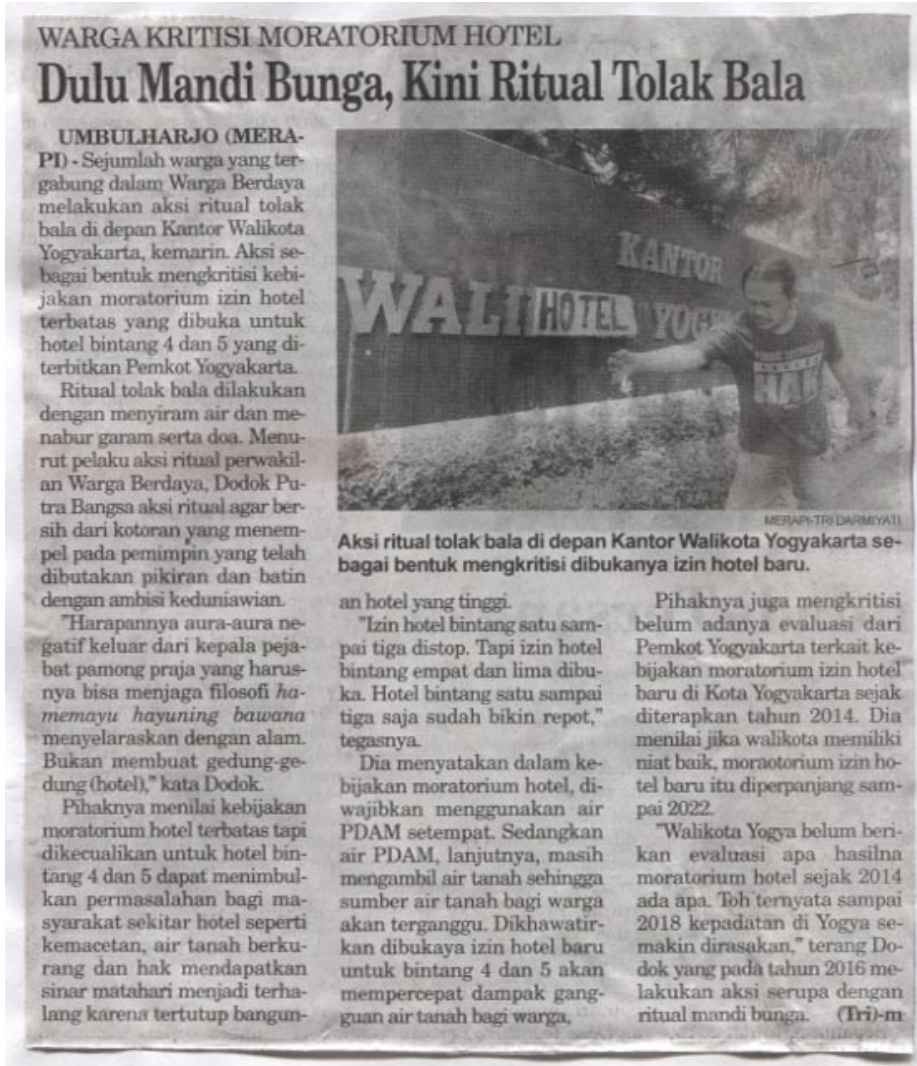 WARGA KRITISI MORATORIUM HOTEL
Dulu Mandi Bunga, Kini Ritual Tolak Bala
UMBULHARJO (MERA-
PI) - Sejumlah warga yang ter-
gabung dalam Warga Berdaya
melakukan aksi ritual tolak
bala di depan Kantor Walikota
Yogyakarta, kemarin. Aksi se-
bagai bentuk mengkritisi kebi-
jakan moratorium izin hotel
terbatas yang dibuka untuk
hotel bintang 4 dan 5 yang di-
terbitkan Pemkot Yogyakarta.
Ritual tolak bala dilakukan
dengan menyiram air dan me-
nabur garam serta doa. Menu-
rut pelaku aksi ritual perwakil-
an Warga Berdaya, Dodok Pu-
tra Bangsa aksi ritual agar ber-
sih dari kotoran yang menem-
pel pada pemimpin yang telah
dibutakan pikiran dan batin
dengan ambisi keduniawian.
"Harapannya aura-aura ne-
gatif keluar dari kepala peja-
bat pamong praja yang harus-
nya bisa menjaga filosofi ha-
memayu hayuning bawana
menyelaraskan dengan alam.
Bukan membuat gedung-ge-
dung (hotel)," kata Dodok.
Pihaknya menilai kebijakan
moratorium hotel terbatas tapi
dikecualikan untuk hotel bin-
tang 4 dan 5 dapat menimbul-
kan permasalahan bagi ma-
syarakat sekitar hotel seperti
kemacetan, air tanah berku-
rang dan hak mendapatkan
sinar matahari menjadi terha-
lang karena tertutup bangun-
KANTOR
WALI HOTEL YOGY
MERAPI-TRI DARMIYATI
Aksi ritual tolak bala di depan Kantor Walikota Yogyakarta se-
bagai bentuk mengkritisi dibukanya izin hotel baru.
an hotel yang tinggi.
"Izin hotel bintang satu sam-
pai tiga distop. Tapi izin hotel
bintang empat dan lima dibu-
ka. Hotel bintang satu sampai
tiga saja sudah bikin repot,"
tegasnya.
Dia menyatakan dalam ke-
bijakan moratorium hotel, di-
wajibkan menggunakan air
PDAM setempat. Sedangkan
air PDAM, lanjutnya, masih
mengambil air tanah sehingga
sumber air tanah bagi warga
akan terganggu. Dikhawatir-
kan dibukaya izin hotel baru
untuk bintang 4 dan 5 akan
mempercepat dampak gang-
guan air tanah bagi warga,
Pihaknya juga mengkritisi
belum adanya evaluasi dari
Pemkot Yogyakarta terkait ke-
bijakan moratorium izin hotel
baru di Kota Yogyakarta sejak
diterapkan tahun 2014. Dia
menilai jika walikota memiliki
niat baik, moraotorium izin ho-
tel baru itu diperpanjang sam-
pai 2022.
"Walikota Yogya belum beri-
kan evaluasi apa hasilna
moratorium hotel sejak 2014
ada apa. Toh ternyata sampai
2018 kepadatan di Yogya se-
makin dirasakan," terang Do-
dok yang pada tahun 2016 me-
lakukan aksi serupa dengan
ritual mandi bunga. (Tri)-m